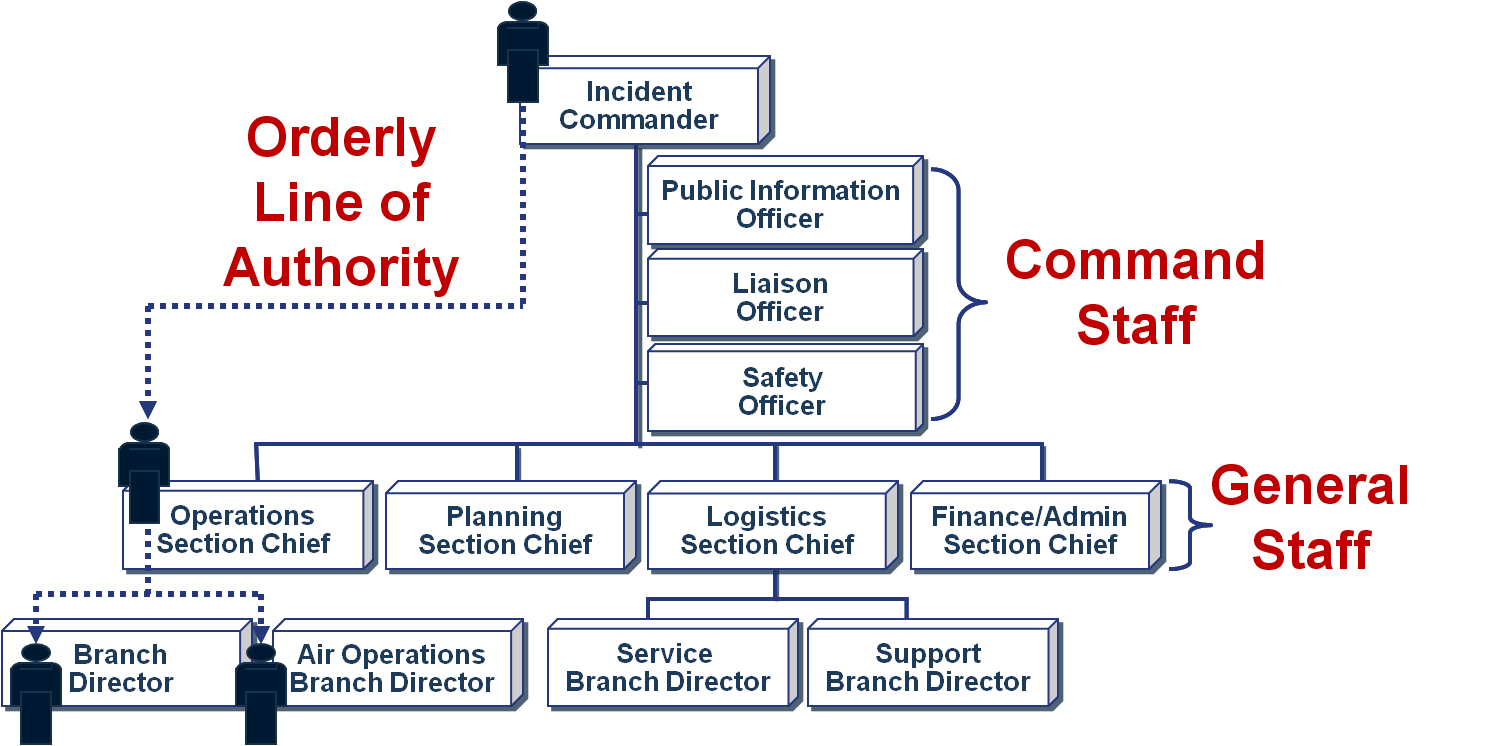 Incident
Commander
Orderly
Line of
Authority
Public Information
Officer
Liaison
Officer
Safety
Officer
Command
Staff
Operations
Section Chief
Planning
Section Chief
Logistics
Section Chief
Finance/Admin
Section Chief
General
Staff
Branch
Director
Air Operations
Branch Director
Service
Branch Director
Support
Branch Director